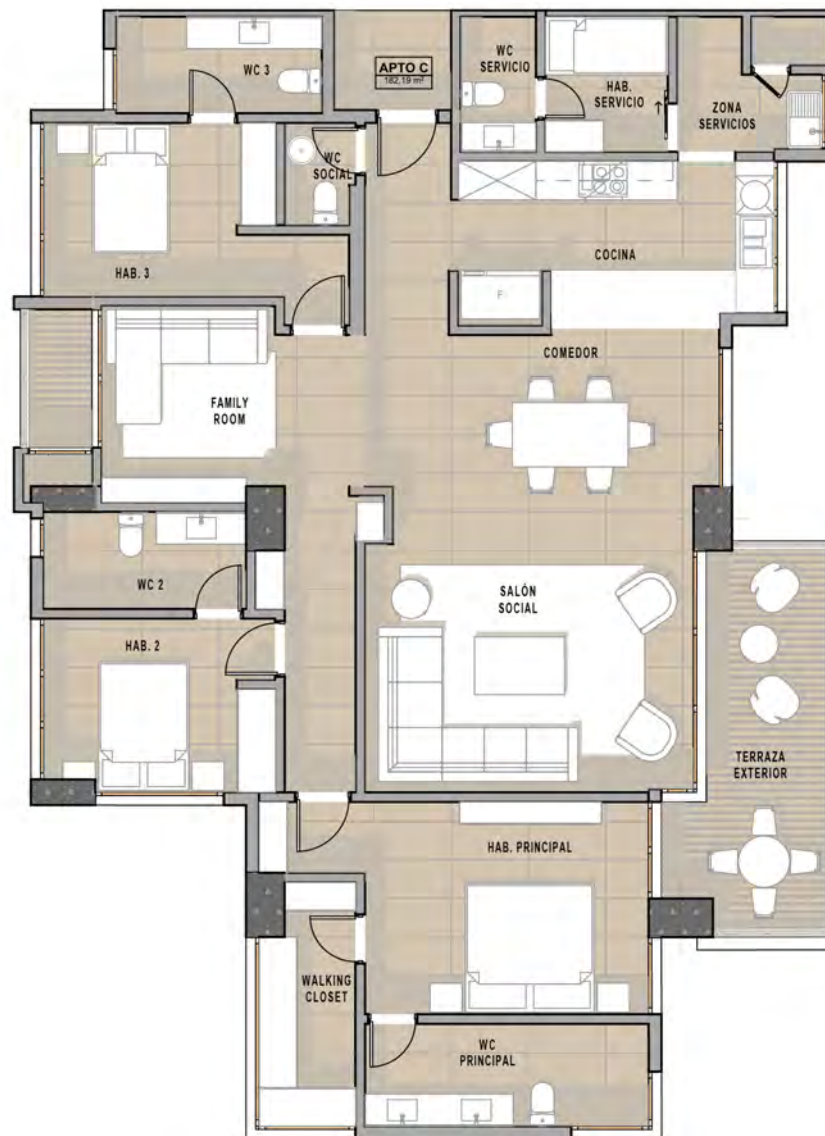 WC 3
APTO C
182,19 m²
WC
SERVICIO
HAB.
SERVICIO
ZONA
SERVICIOS
WC
SOCIAL
HAB. 3
COCINA
F
COMEDOR
FAMILY
ROOM
WC 2
SALÓN
SOCIAL
HAB. 2
TERRAZA
EXTERIOR
HAB. PRINCIPAL
WALKING
CLOSET
WC
PRINCIPAL